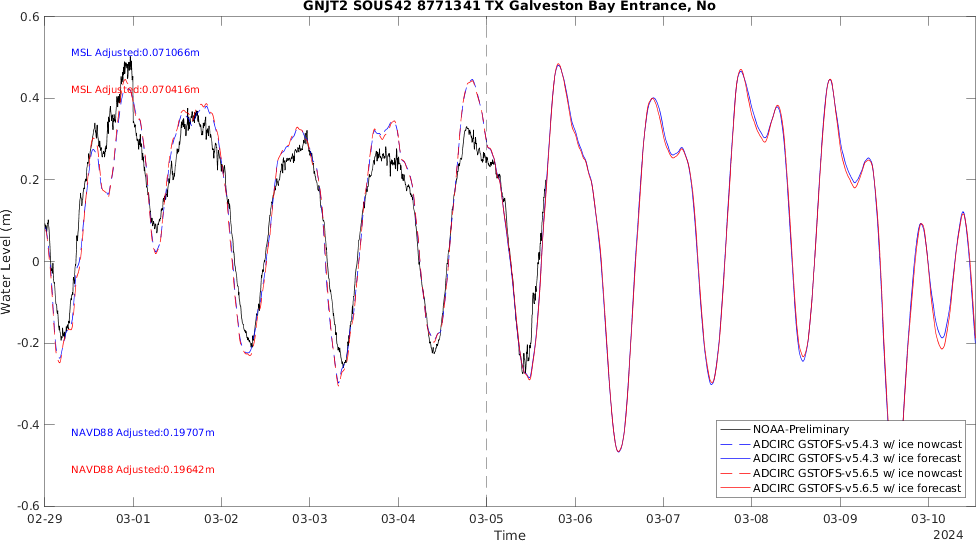 GNJT2 SOUS42 8771341 TX Galveston Bay Entrance, No
Water Level (m)
0.6
0.4
0.2
0
-0.2
-0.4
-0.6
MSL Adjusted:0.071066m
MSL Adjusted:0.070416m
NAVD88 Adjusted:0.19707m
NAVD88 Adjusted:0.19642m
NOAA-Preliminary
ADCIRC GSTOFS-v5.4.3 w/ ice nowcast
ADCIRC GSTOFS-v5.4.3 w/ ice forecast
ADCIRC GSTOFS-v5.6.5 w/ ice nowcast
ADCIRC GSTOFS-v5.6.5 w/ ice forecast
02-29 03-01 03-02 03-03 03-04 03-05 03-06 03-07 03-08 03-09 03-10
Time
2024